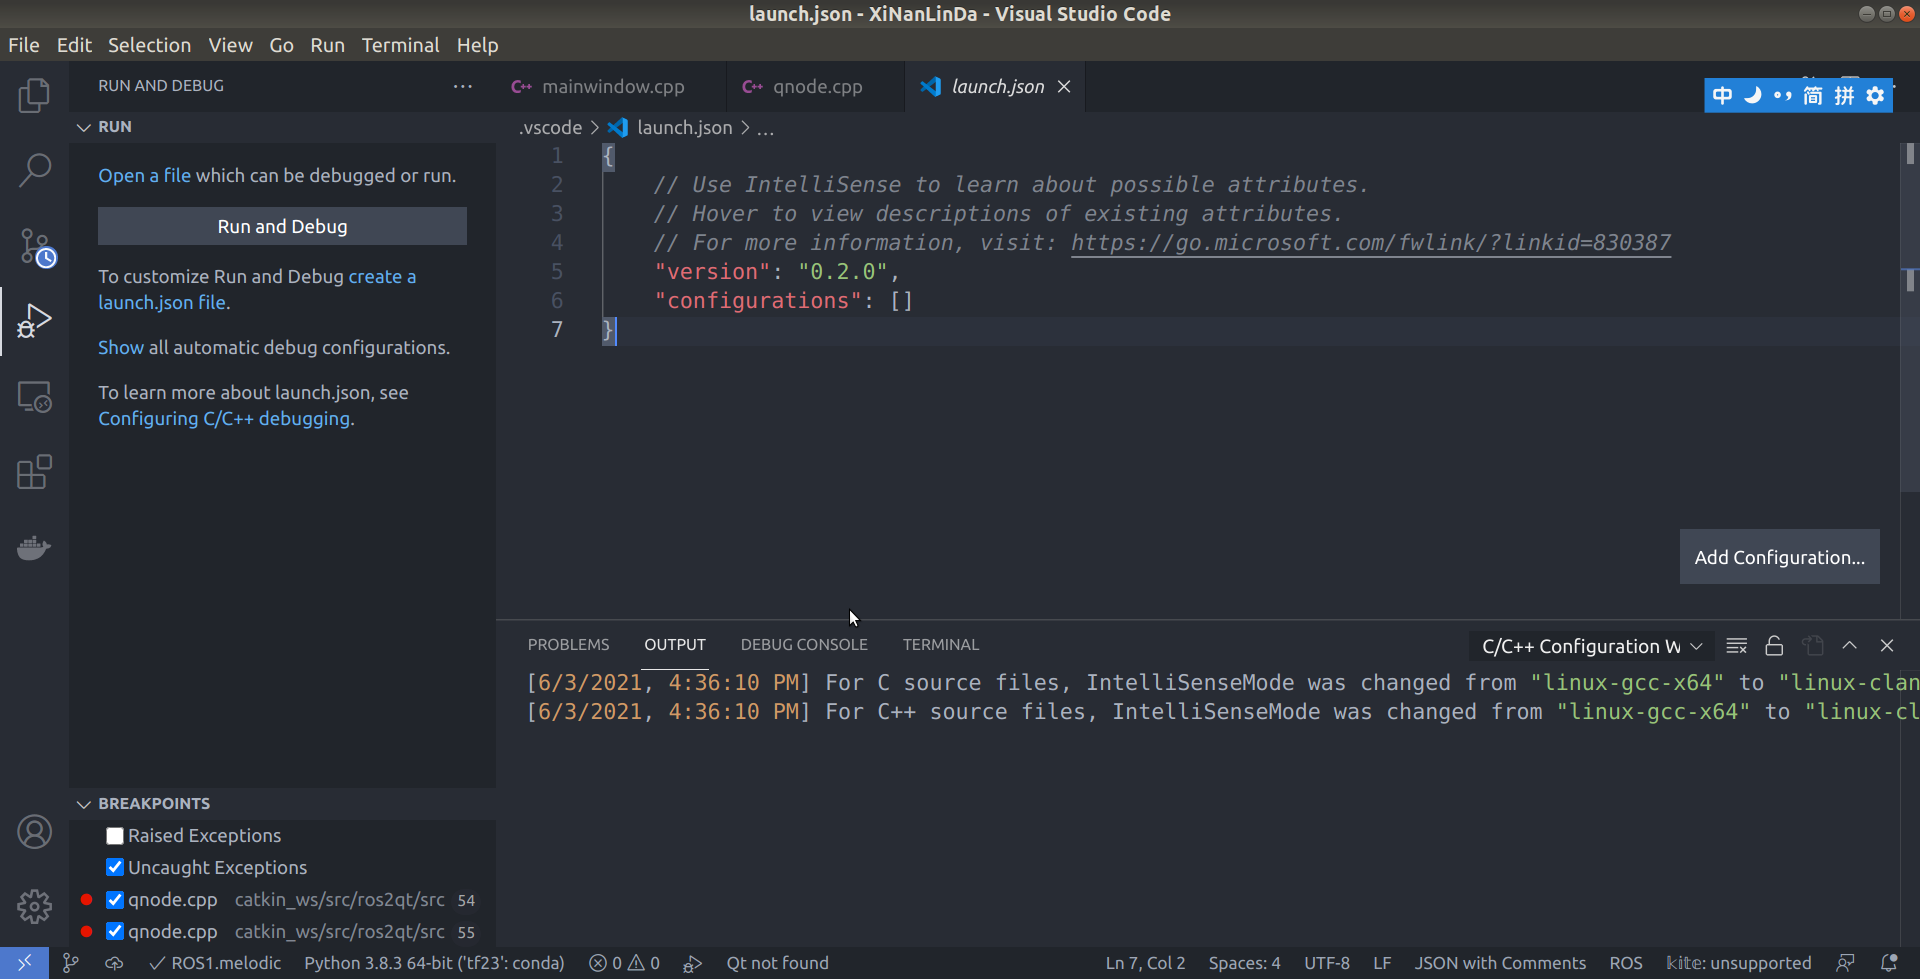 launch.json - XiNanLinDa - Visual Studio Code
File Edit Selection View Go Run Terminal Help
RUN AND DEBUG
mainwindow.cpp
qnode.cpp
launch.json
中 简 拼
RUN
.vscode > launch.json > ...
Open a file which can be debugged or run.
Run and Debug
To customize Run and Debug create a
launch.json file.
Show all automatic debug configurations.
To learn more about launch.json, see
Configuring C/C++ debugging.
1 {
2 // Use IntelliSense to learn about possible attributes.
3 // Hover to view descriptions of existing attributes.
4 // For more information, visit: https://go.microsoft.com/fwlink/?linkid=830387
5 "version": "0.2.0",
6 "configurations": []
7 }
Add Configuration...
PROBLEMS OUTPUT DEBUG CONSOLE TERMINAL
C/C++ Configuration W
[6/3/2021, 4:36:10 PM] For C source files, IntelliSenseMode was changed from "linux-gcc-x64" to "linux-clan
[6/3/2021, 4:36:10 PM] For C++ source files, IntelliSenseMode was changed from "linux-gcc-x64" to "linux-cl
BREAKPOINTS
Raised Exceptions
Uncaught Exceptions
qnode.cpp catkin_ws/src/ros2qt/src 54
qnode.cpp catkin_ws/src/ros2qt/src 55
ROS1.melodic Python 3.8.3 64-bit ('tf23': conda) 0 0 Qt not found Ln 7, Col 2 Spaces: 4 UTF-8 LF JSON with Comments ROS kite: unsupported